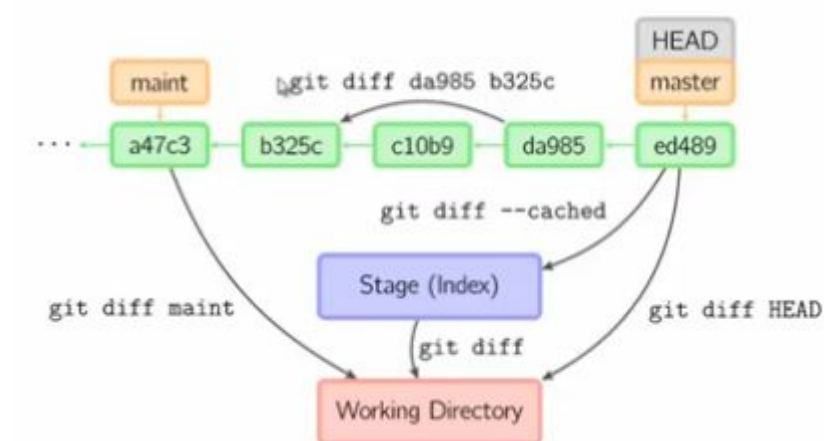 HEAD
maint
git diff da985 b325c
master
... a47c3 b325c c10b9 da985 ed489
git diff --cached
Stage (Index)
git diff maint
git diff HEAD
git diff
Working Directory